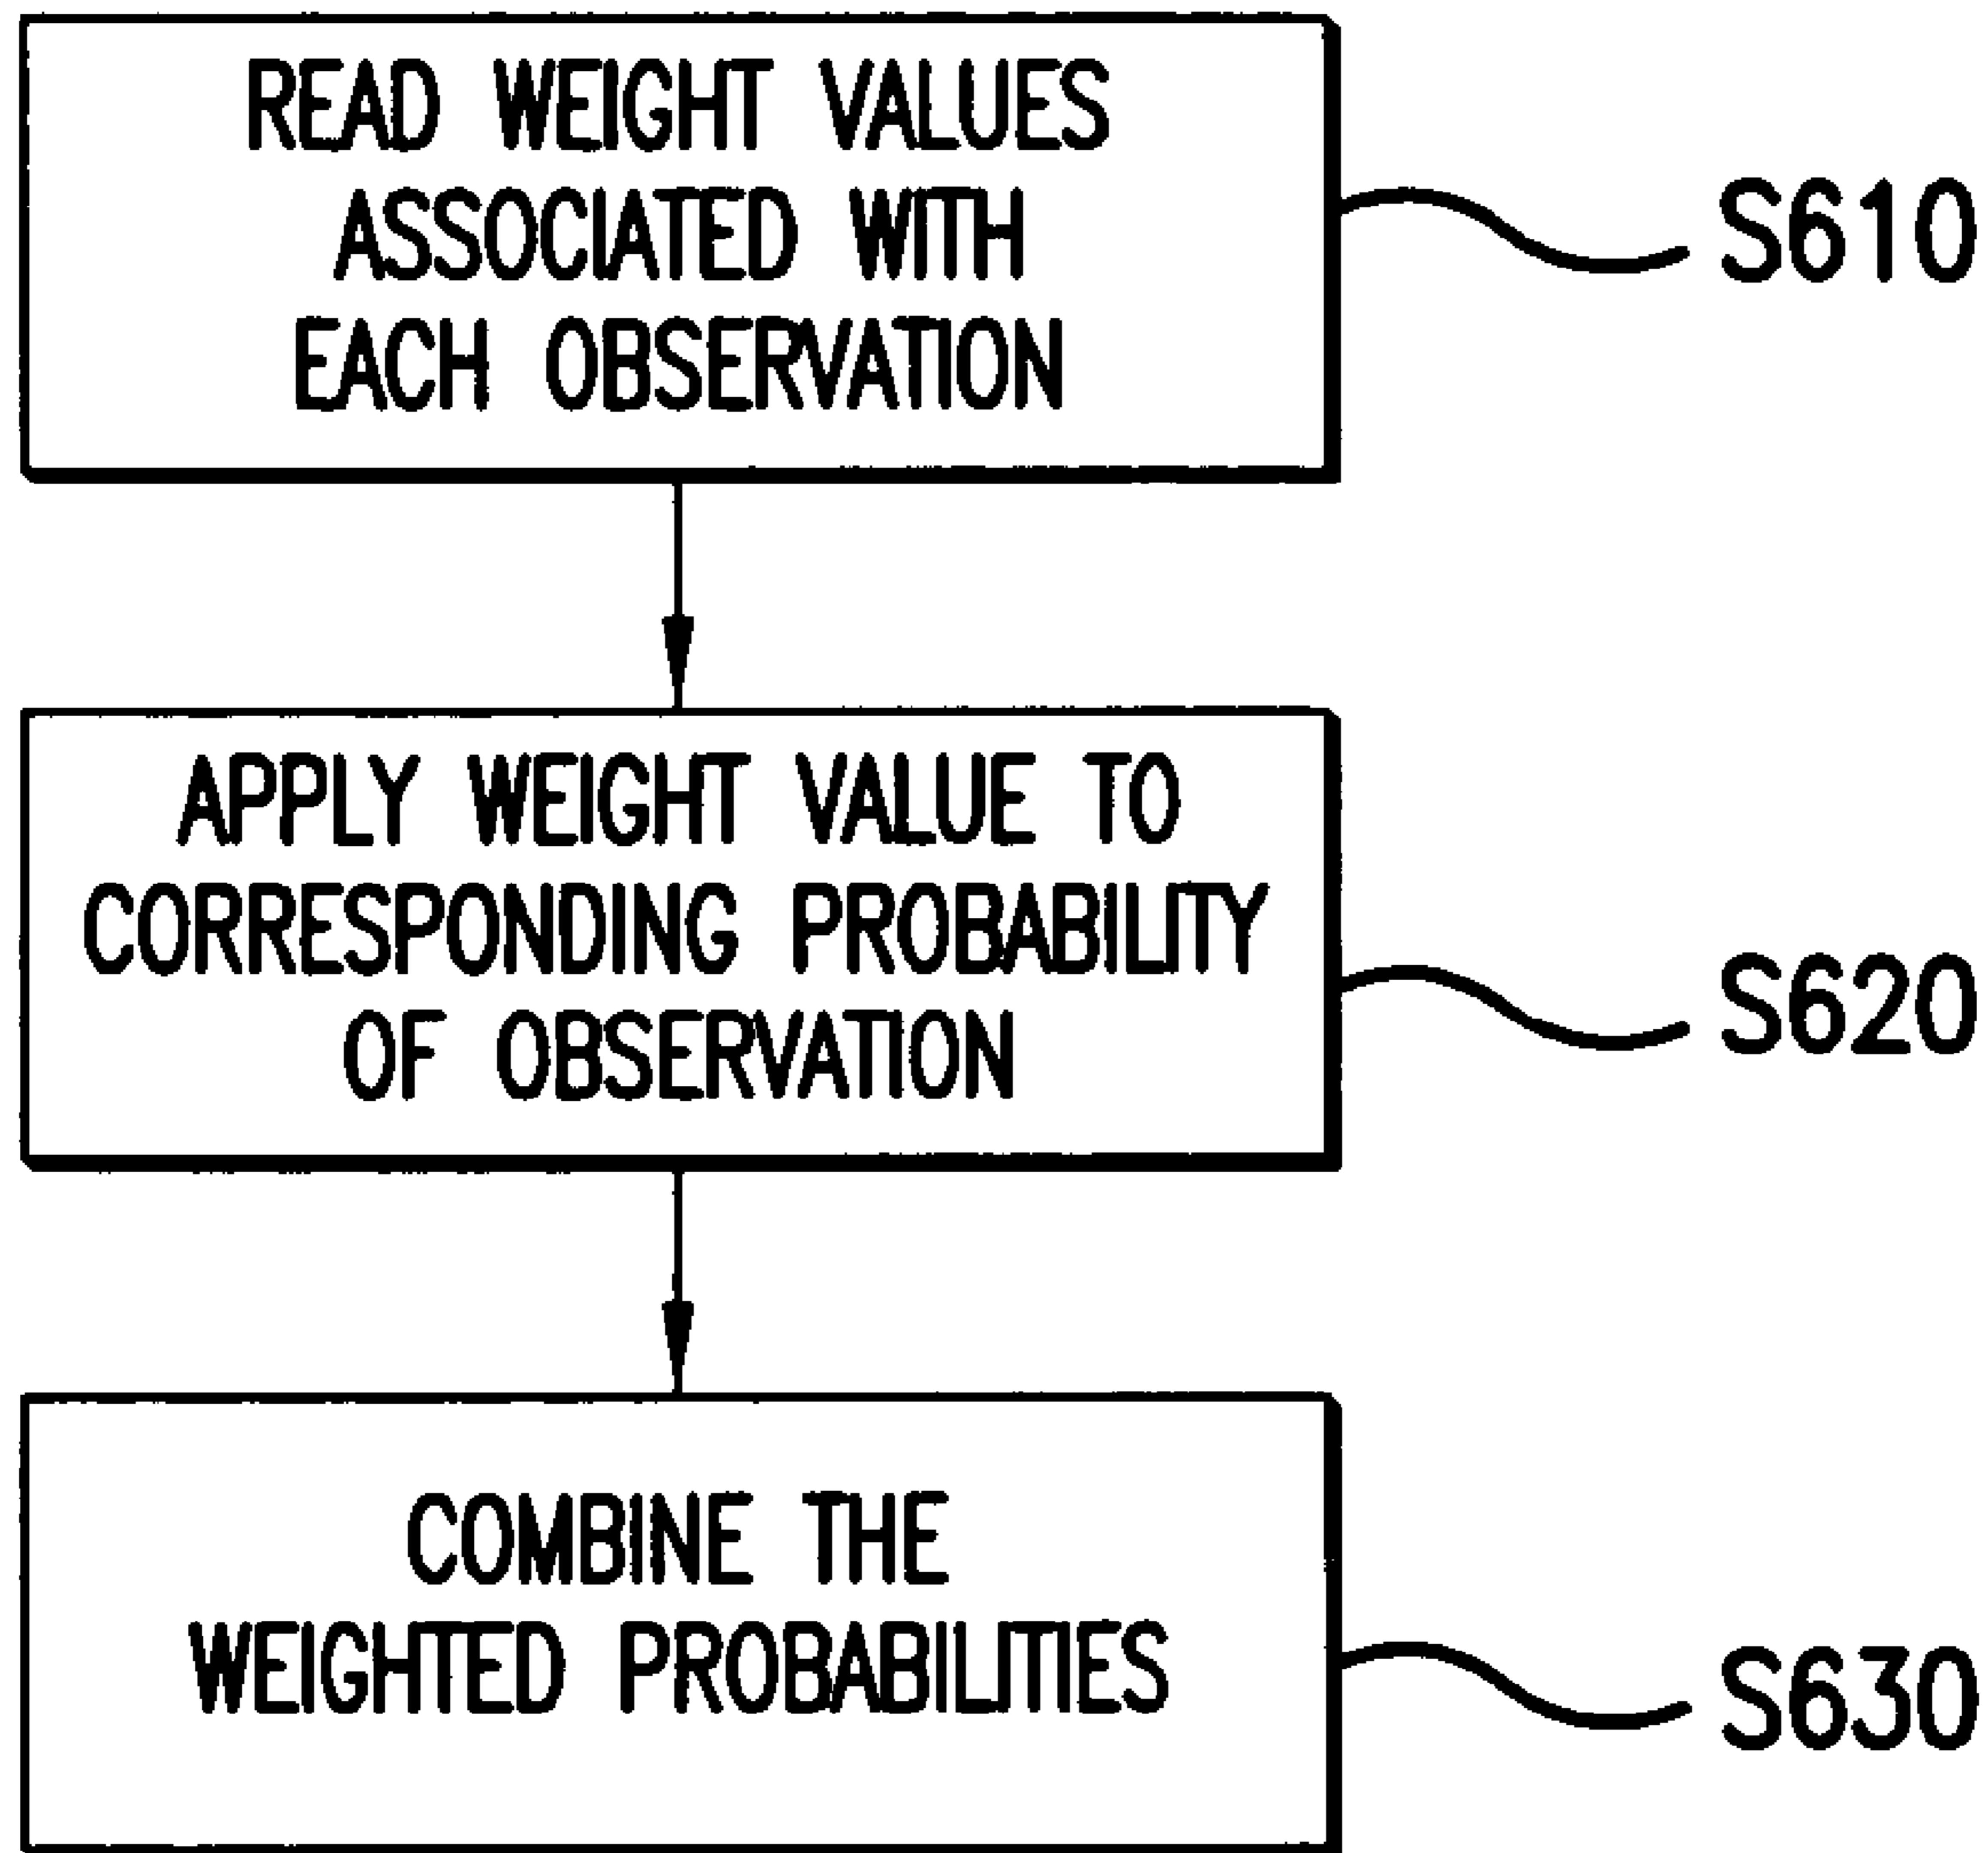 READ WEIGHT VALUES
ASSOCIATED WITH
EACH OBSERVATION
S610
APPLY WEIGHT VALUE TO
CORRESPONDING PROBABILITY
OF OBSERVATION
S620
COMBINE THE
WEIGHTED PROBABILITIES
S630